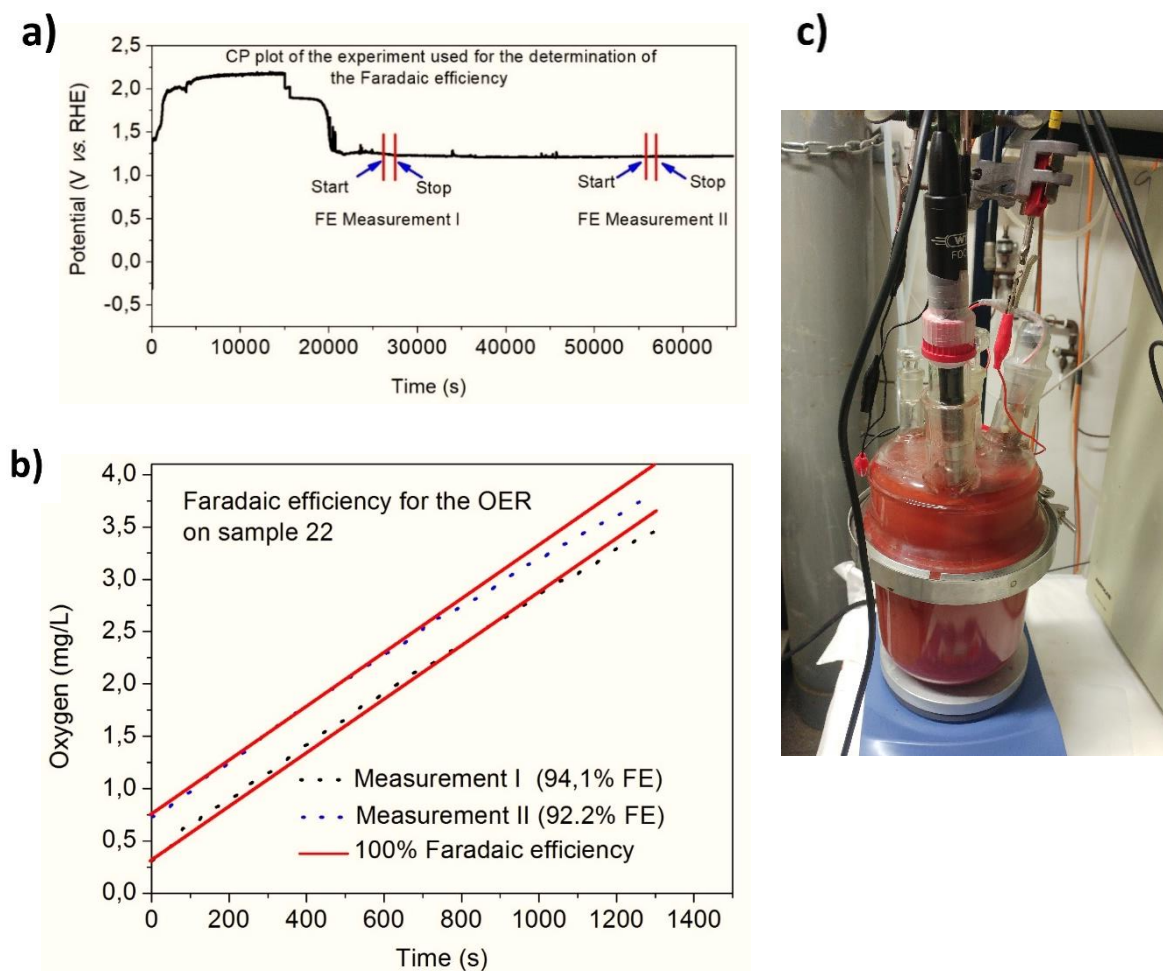 a)
CP plot of the experiment used for the determination of
the Faradaic efficiency
Potential (V vs. RHE)
2,5
2,0
1,5
1,0
0,5
0,0
-0,5
Start
Stop
FE Measurement I
Start
Stop
FE Measurement II
0
10000
20000
30000
40000
50000
60000
Time (s)
b)
Faradaic efficiency for the OER
on sample 22
Oxygen (mg/L)
4,0
3,5
3,0
2,5
2,0
1,5
1,0
0,5
0,0
Measurement I (94,1% FE)
Measurement II (92.2% FE)
100% Faradaic efficiency
0
200
400
600
800
1000
1200
1400
Time (s)
c)